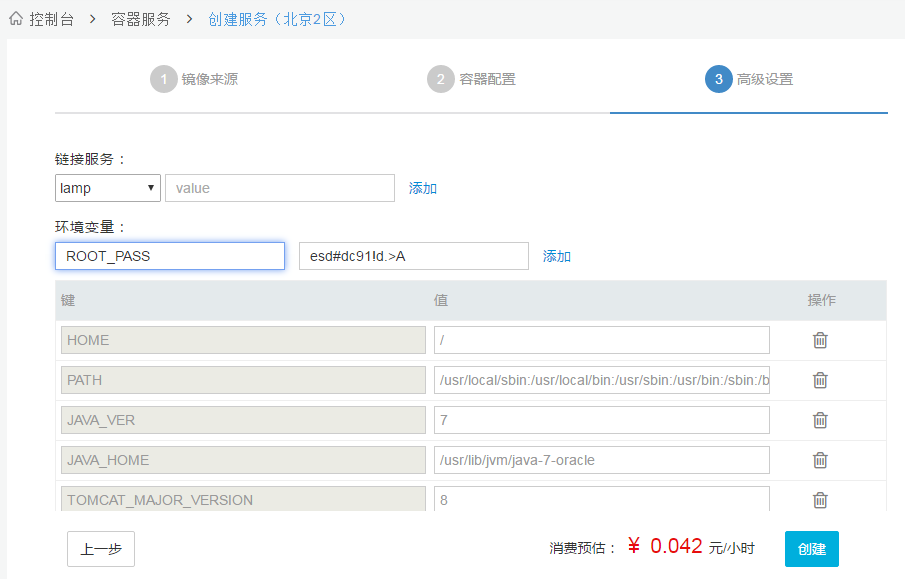 控制台 > 容器服务 > 创建服务（北京2区）
1 镜像来源 2 容器配置 3 高级设置
链接服务：
lamp value 添加
环境变量：
ROOT_PASS esd#dc91!d.>A 添加
键 值 操作
HOME /
PATH /usr/local/sbin:/usr/local/bin:/usr/sbin:/usr/bin:/sbin:/b
JAVA_VER 7
JAVA_HOME /usr/lib/jvm/java-7-oracle
TOMCAT_MAJOR_VERSION 8
上一步 消费预估： ¥ 0.042 元/小时 创建